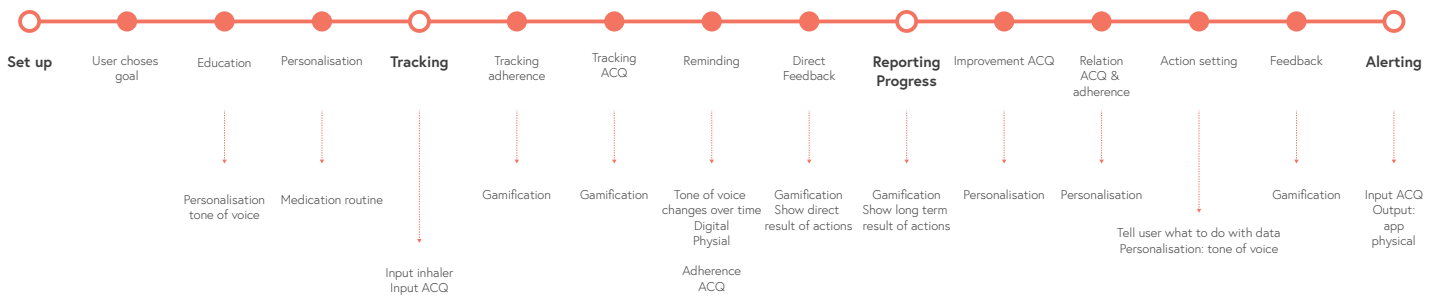 Set up
User choses
goal
Education
Personalisation
Tracking
Tracking
adherence
Tracking
ACQ
Reminding
Direct
Feedback
Reporting
Progress
Improvement ACQ
Relation
ACQ &
adherence
Action setting
Feedback
Alerting
Personalisation
tone of voice
Medication routine
Input inhaler
Input ACQ
Gamification
Gamification
Tone of voice
changes over time
Digital
Physial
Adherence
ACQ
Gamification
Show direct
result of actions
Gamification
Show long term
result of actions
Personalisation
Personalisation
Tell user what to do with data
Personalisation: tone of voice
Gamification
Input ACQ
Output:
app
physical